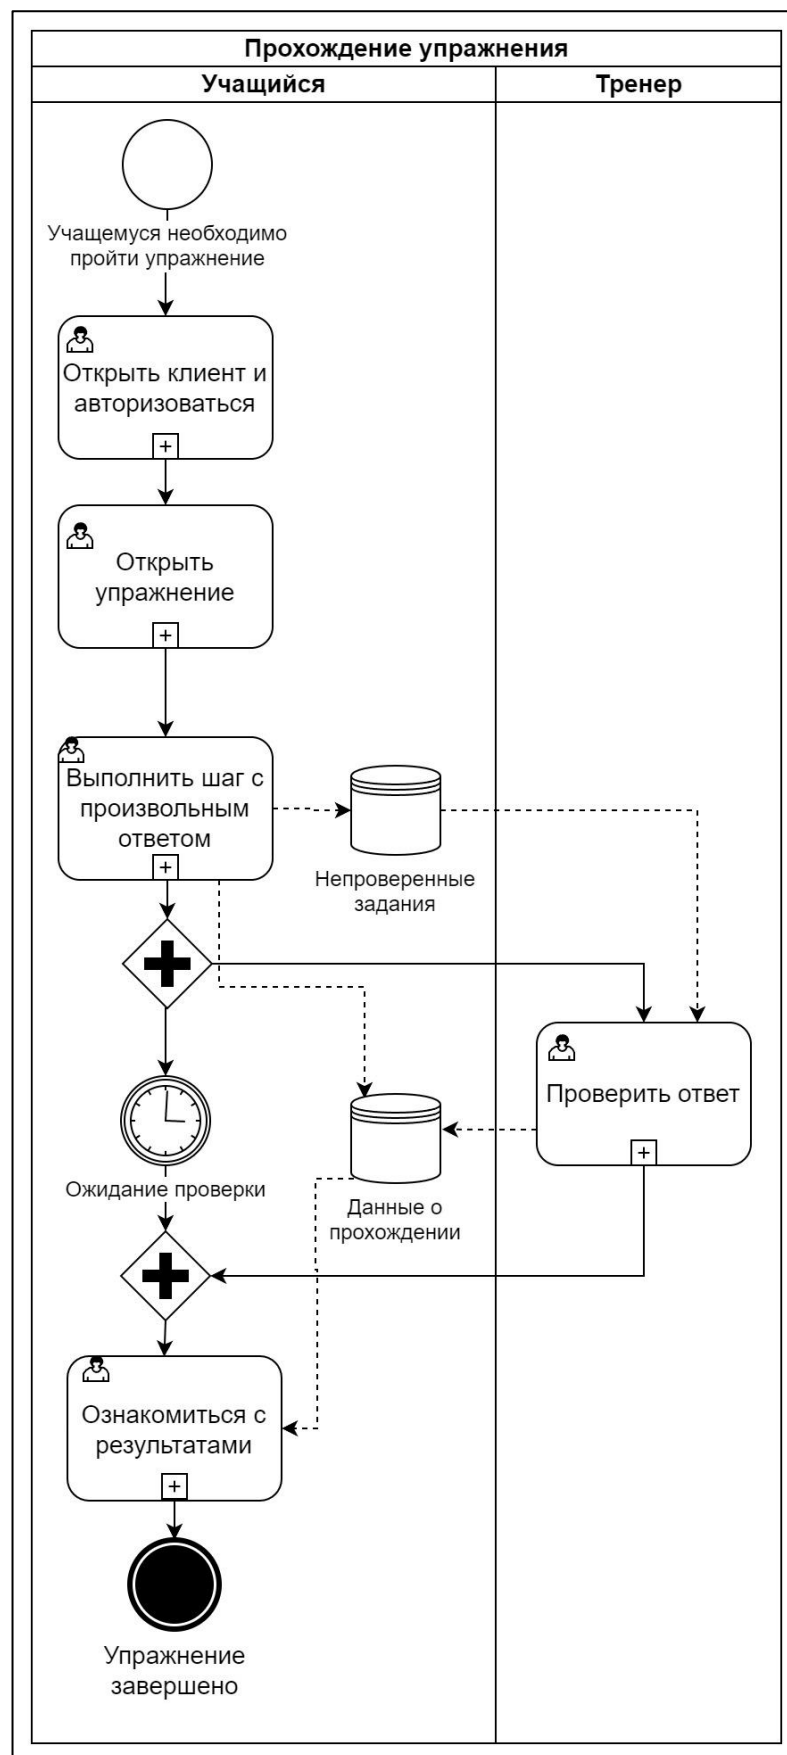 Прохождение упражнения
Учащийся
Тренер
Учащемуся необходимо
пройти упражнение
Открыть клиент и
авторизоваться
Открыть
упражнение
Выполнить шаг с
произвольным
ответом
Непроверенные
задания
Проверить ответ
Ожидание проверки
Данные о
прохождении
Ознакомиться с
результатами
Упражнение
завершено